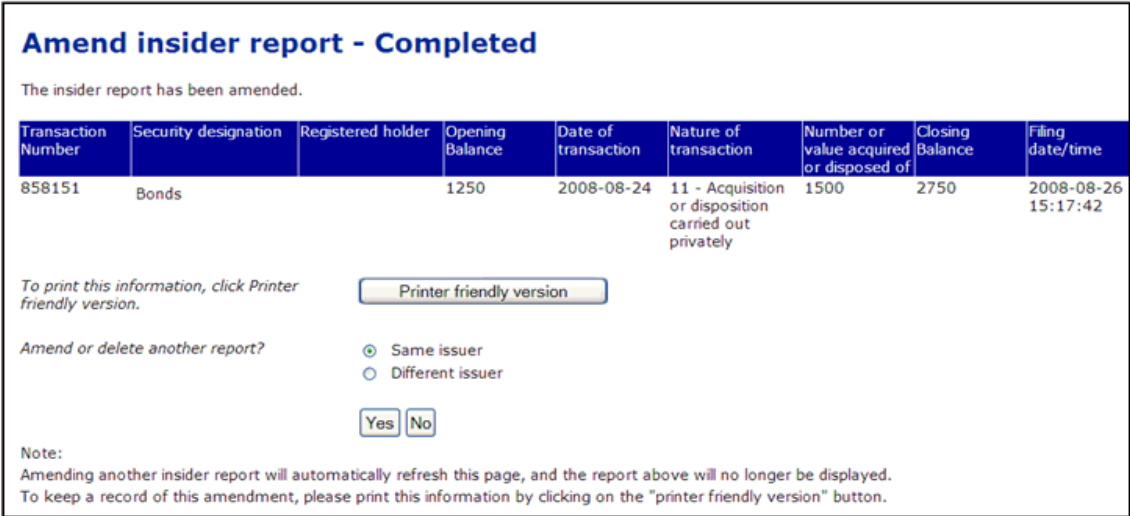 Amend insider report - Completed
The insider report has been amended.
Transaction Number Security designation Registered holder Opening Balance Date of transaction Nature of transaction Number or value acquired or disposed of Closing Balance Filing date/time
858151 Bonds 1250 2008-08-24 11 - Acquisition or disposition carried out privately 1500 2750 2008-08-26 15:17:42
To print this information, click Printer
friendly version.
Printer friendly version
Amend or delete another report?
Same issuer
Different issuer
Yes No
Note:
Amending another insider report will automatically refresh this page, and the report above will no longer be displayed.
To keep a record of this amendment, please print this information by clicking on the "printer friendly version" button.